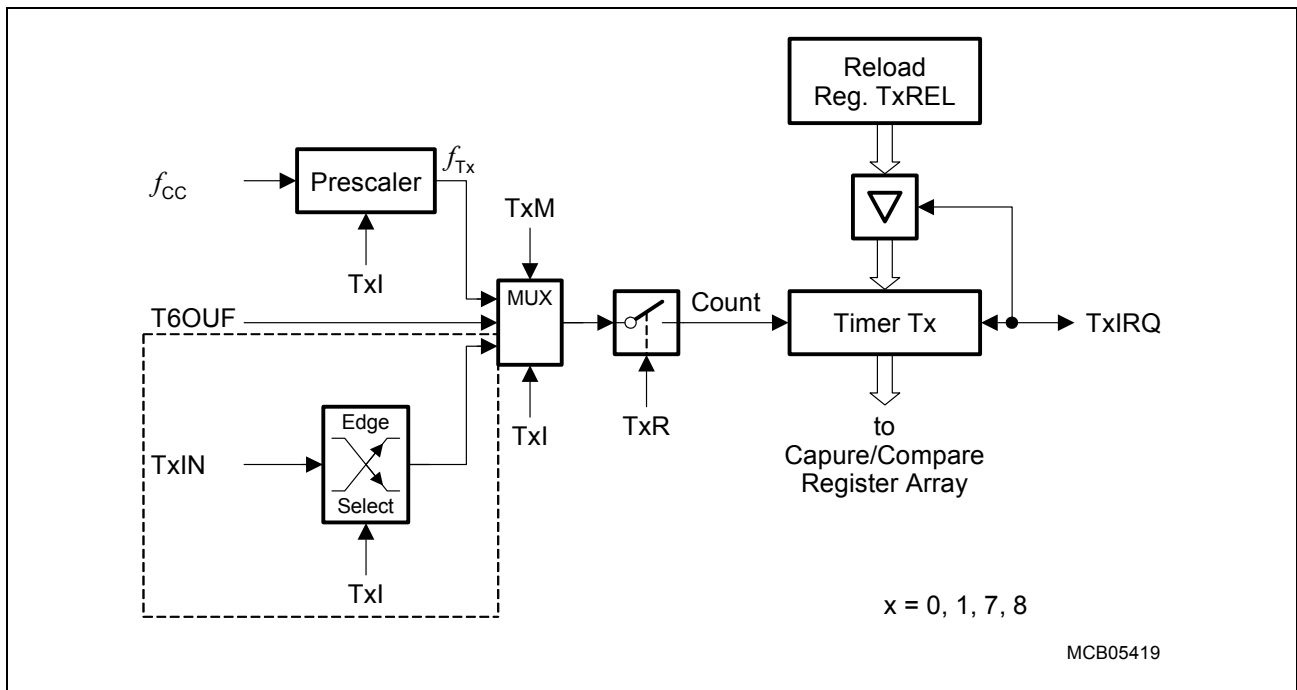 Reload
Reg. TxREL
fCC
Prescaler
fTx
TxI
TxM
T6OUF
MUX
TxI
TxR
Count
Timer Tx
TxIRQ
TxIN
Edge
Select
TxI
to
Capure/Compare
Register Array
x = 0, 1, 7, 8
MCB05419